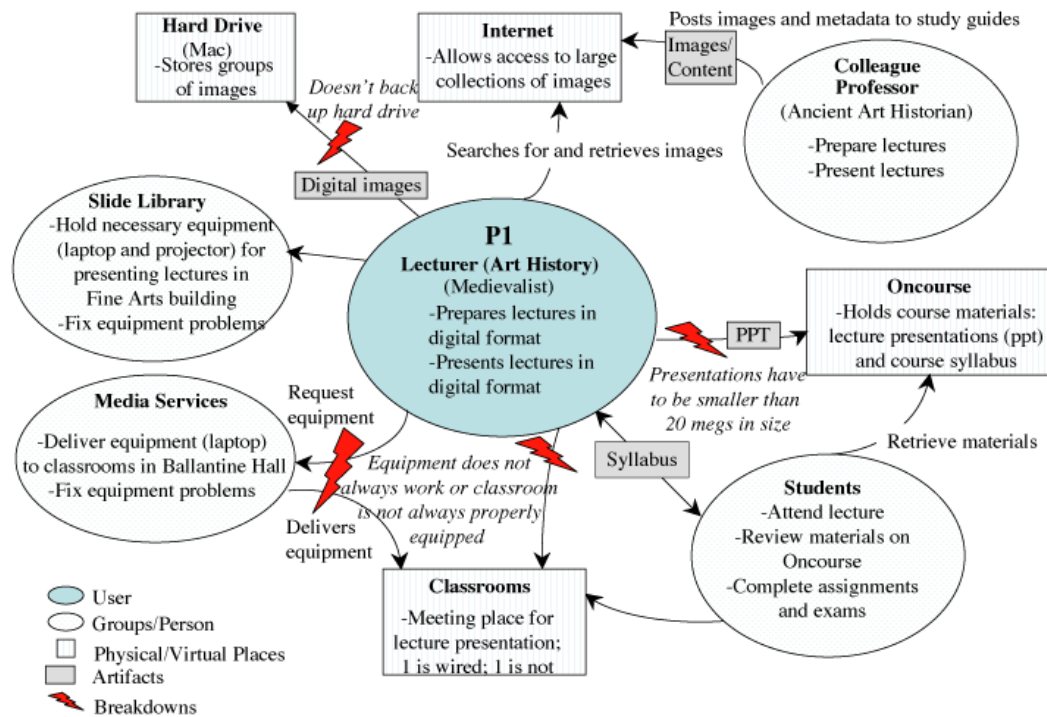 Hard Drive
(Mac)
-Stores groups
of images
Internet
-Allows access to large
collections of images
Posts images and metadata to study guides
Images/
Content
Colleague
Professor
(Ancient Art Historian)
-Prepare lectures
-Present lectures
Doesn't back
up hard drive
Digital images
Searches for and retrieves images
Slide Library
-Hold necessary equipment
(laptop and projector) for
presenting lectures in
Fine Arts building
-Fix equipment problems
P1
Lecturer (Art History)
(Medievalist)
-Prepares lectures in
digital format
-Presents lectures in
digital format
PPT
Oncourse
-Holds course materials:
lecture presentations (ppt)
and course syllabus
Presentations have
to be smaller than
20 megs in size
Media Services
-Deliver equipment (laptop)
to classrooms in Ballantine Hall
-Fix equipment problems
Request
equipment
Equipment does not
always work or classroom
is not always properly
equipped
Delivers
equipment
Syllabus
Retrieve materials
Students
-Attend lecture
-Review materials on
Oncourse
-Complete assignments
and exams
Classrooms
-Meeting place for
lecture presentation;
1 is wired; 1 is not
User
Groups/Person
Physical/Virtual Places
Artifacts
Breakdowns